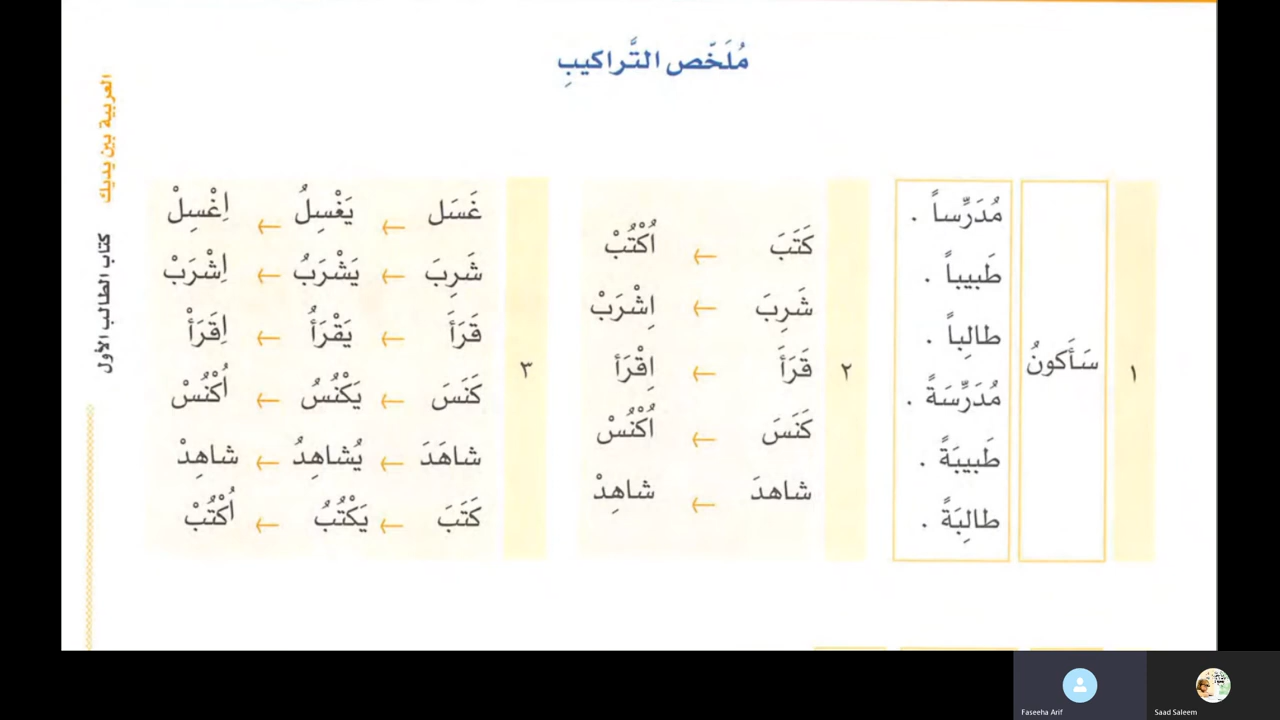 مُلَخَّص التَّراكيبِ
العربية بين يديك كتاب الطالب الأول
١
سَأَكونُ
مُدَرِّساً .
طَبيباً .
طالِباً .
مُدَرِّسَةً .
طَبيبَةً .
طالِبَةً .
٢
كَتَبَ ← اُكْتُبْ
شَرِبَ ← اِشْرَبْ
قَرَأَ ← اِقْرَأ
كَنَسَ ← اُكْنُسْ
شاهدَ ← شاهِدْ
٣
غَسَل ← يَغْسِلُ ← اِغْسِلْ
شَرِبَ ← يَشْرَبُ ← اِشْرَبْ
قَرَأَ ← يَقْرَأُ ← اِقَرَأْ
كَنَسَ ← يَكْنُسُ ← اُكْنُسْ
شاهَدَ ← يُشاهِدُ ← شاهِدْ
كَتَبَ ← يَكْتُبُ ← اُكْتُبْ
Faseeha Arif
Saad Saleem